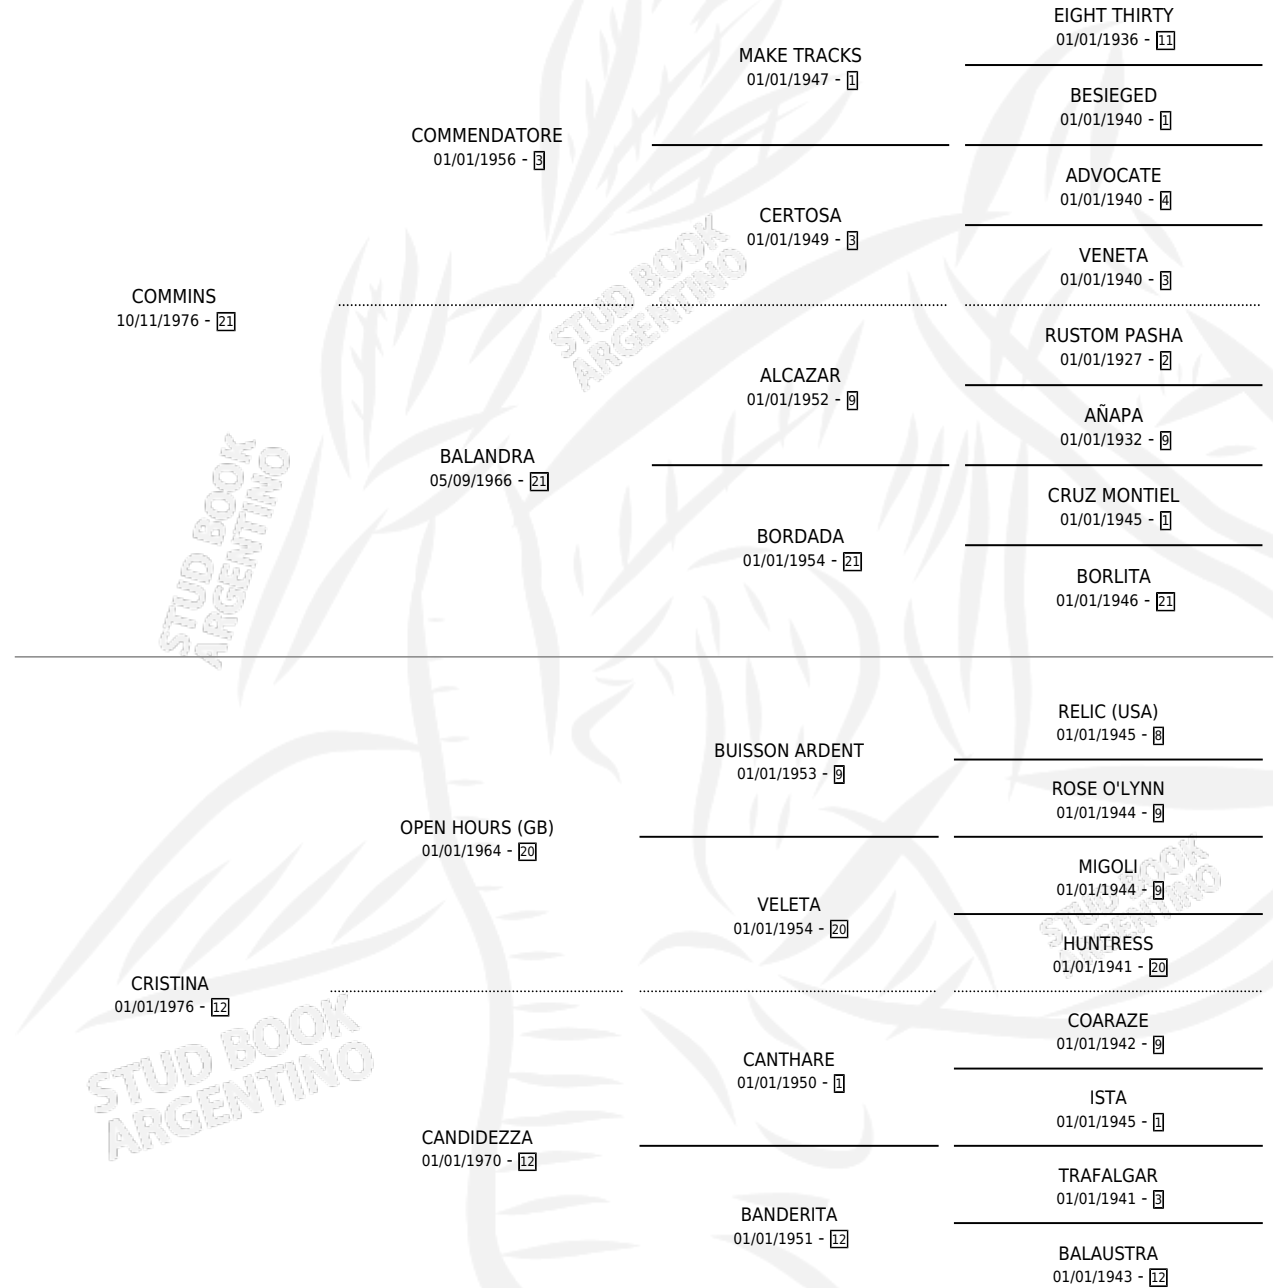 EIGHT THIRTY
01/01/1936 - 11
MAKE TRACKS
01/01/1947 - 1
BESIEGED
01/01/1940 - 1
COMMENDATORE
01/01/1956 - 3
ADVOCATE
01/01/1940 - 4
CERTOSA
01/01/1949 - 3
VENETA
01/01/1940 - 3
STUD BOOK
ARGENTINO
COMMINS
10/11/1976 - 21
RUSTOM PASHA
01/01/1927 - 2
ALCAZAR
01/01/1952 - 9
AÑAPA
01/01/1932 - 9
BALANDRA
05/09/1966 - 21
CRUZ MONTIEL
01/01/1945 - 1
BORDADA
01/01/1954 - 21
BORLITA
01/01/1946 - 21
STUD BOOK
ARGENTINO
RELIC (USA)
01/01/1945 - 8
BUISSON ARDENT
01/01/1953 - 9
ROSE O'LYNN
01/01/1944 - 9
OPEN HOURS (GB)
01/01/1964 - 20
MIGOLI
01/01/1944 - 9
VELETA
01/01/1954 - 20
HUNTRESS
01/01/1941 - 20
STUD BOOK
ARGENTINO
CRISTINA
01/01/1976 - 12
COARAZE
01/01/1942 - 9
CANTHARE
01/01/1950 - 1
ISTA
01/01/1945 - 1
STUD BOOK
ARGENTINO
CANDIDEZZA
01/01/1970 - 12
TRAFALGAR
01/01/1941 - 3
BANDERITA
01/01/1951 - 12
BALAUSTRA
01/01/1943 - 12